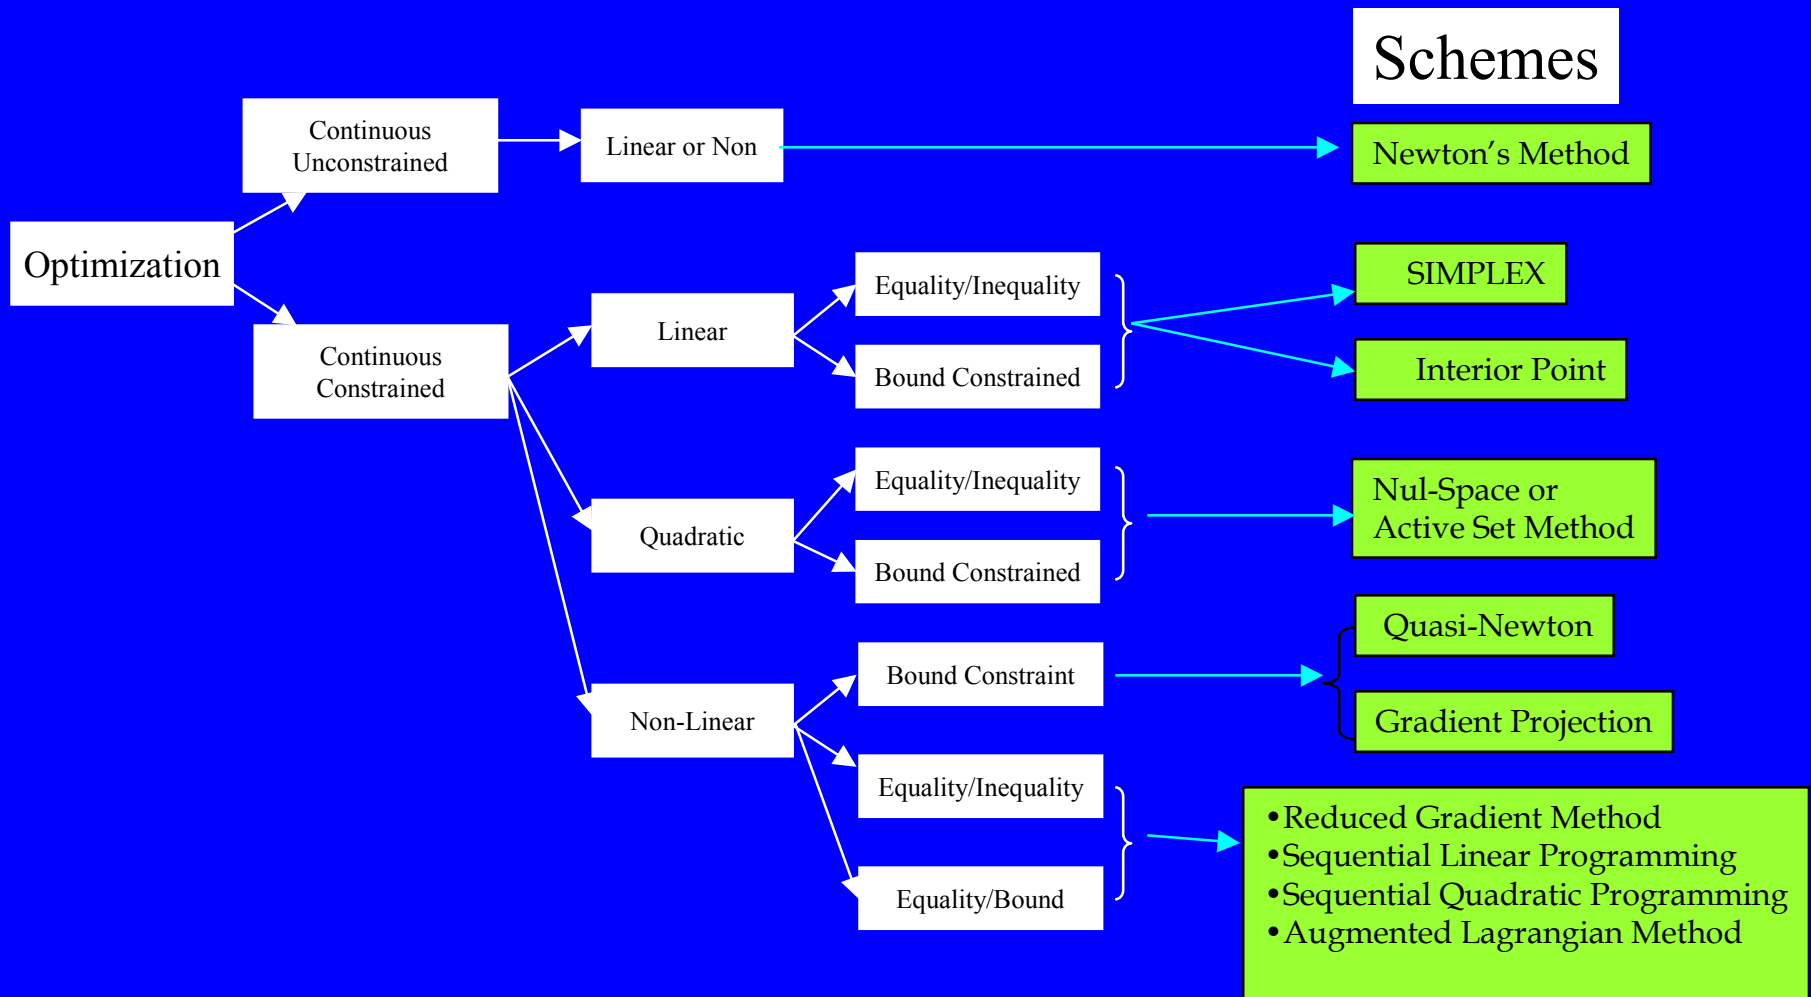 Schemes
Continuous
Unconstrained
Linear or Non
Newton's Method
Optimization
Continuous
Constrained
Linear
Equality/Inequality
Bound Constrained
SIMPLEX
Interior Point
Quadratic
Equality/Inequality
Bound Constrained
Nul-Space or
Active Set Method
Non-Linear
Bound Constraint
Quasi-Newton
Gradient Projection
Equality/Inequality
Equality/Bound
•Reduced Gradient Method
•Sequential Linear Programming
•Sequential Quadratic Programming
•Augmented Lagrangian Method